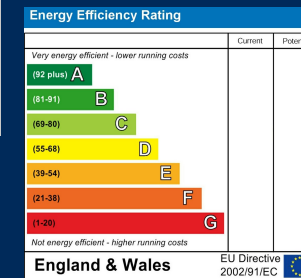 Energy Efficiency Rating
Current Poten
Very energy efficient - lower running costs
(92 plus) A
(81-91) B
(69-80) C
(55-68) D
(39-54) E
(21-38) F
(1-20) G
Not energy efficient - higher running costs
England & Wales
EU Directive
2002/91/EC